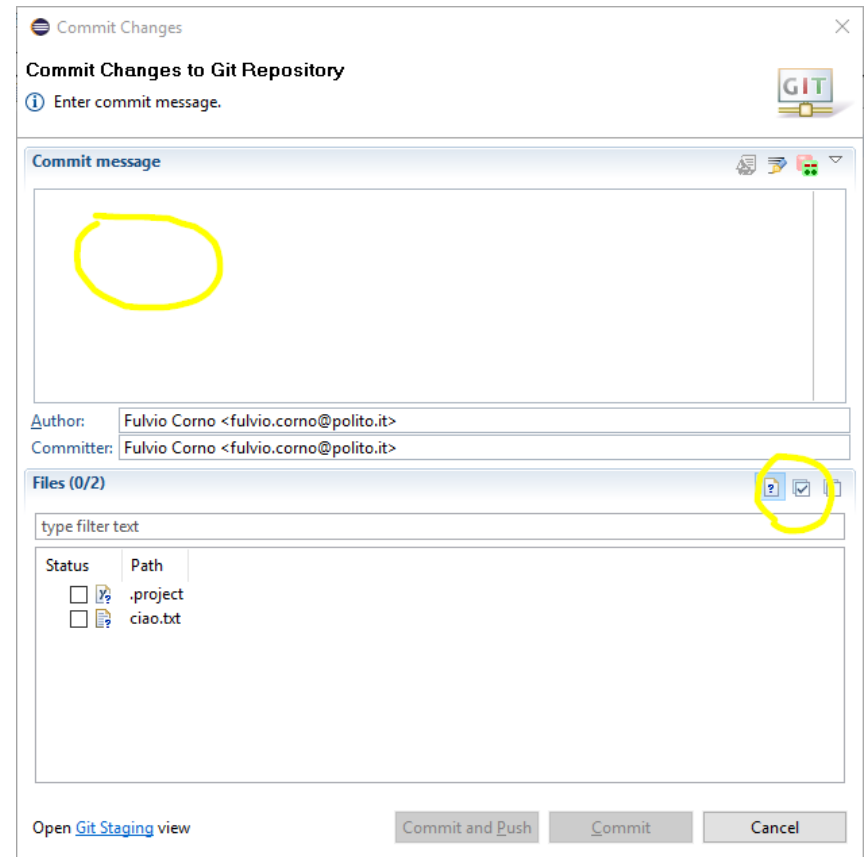 Commit Changes
Commit Changes to Git Repository
Enter commit message.
GIT
Commit message
Author: Fulvio Corno <fulvio.corno@polito.it>
Committer: Fulvio Corno <fulvio.corno@polito.it>
Files (0/2)
type filter text
Status Path
.project
ciao.txt
Open Git Staging view Commit and Push Commit Cancel